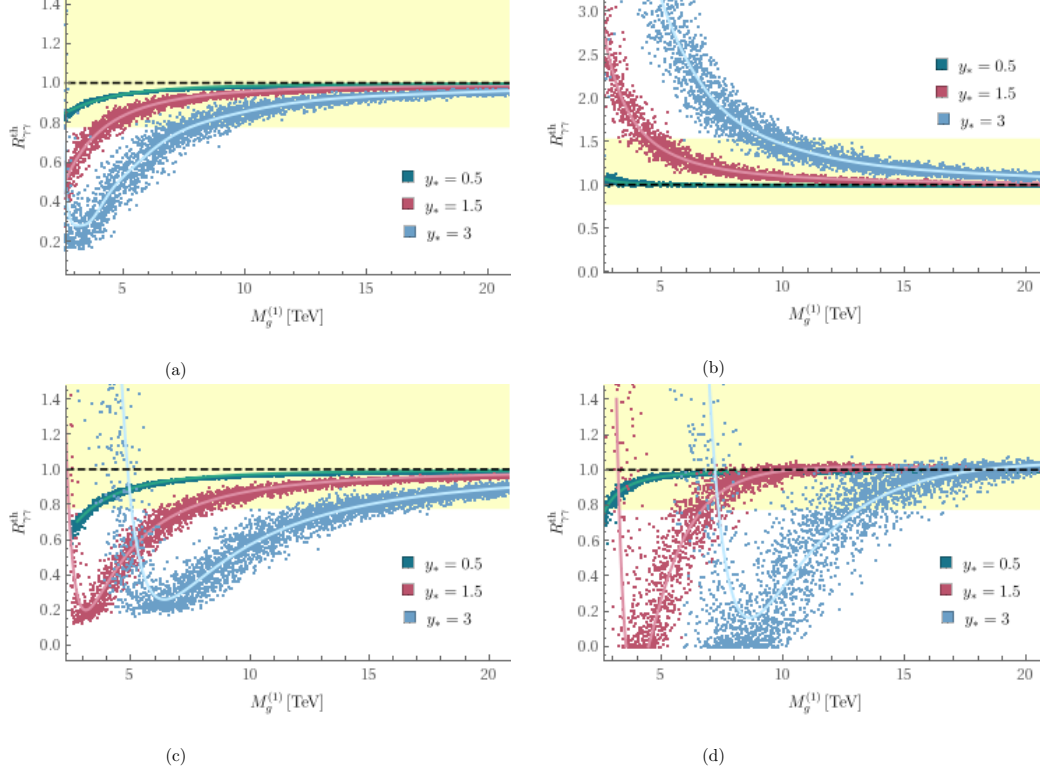 1.4
1.2
1.0
0.8
0.6
0.4
0.2
R^th_γγ
5 10 15 20
M_g^(1) [TeV]
y* = 0.5
y* = 1.5
y* = 3
(a)
3.0
2.5
2.0
1.5
1.0
0.5
0.0
R^th_γγ
5 10 15 20
M_g^(1) [TeV]
y* = 0.5
y* = 1.5
y* = 3
(b)
1.4
1.2
1.0
0.8
0.6
0.4
0.2
0.0
R^th_γγ
5 10 15 20
M_g^(1) [TeV]
y* = 0.5
y* = 1.5
y* = 3
(c)
1.4
1.2
1.0
0.8
0.6
0.4
0.2
0.0
R^th_γγ
5 10 15 20
M_g^(1) [TeV]
y* = 0.5
y* = 1.5
y* = 3
(d)